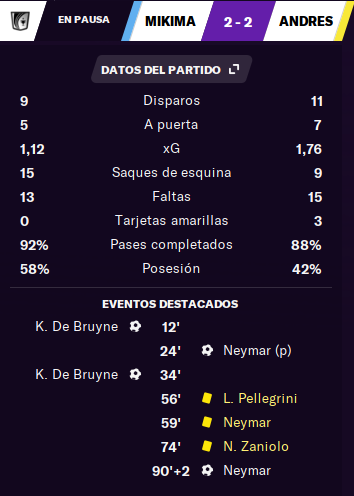 EN PAUSA MIKIMA 2 - 2 ANDRES
DATOS DEL PARTIDO
9 Disparos 11
5 A puerta 7
1,12 xG 1,76
15 Saques de esquina 9
13 Faltas 15
0 Tarjetas amarillas 3
92% Pases completados 88%
58% Posesión 42%
EVENTOS DESTACADOS
K. De Bruyne 12'
24' Neymar (p)
K. De Bruyne 34'
56' L. Pellegrini
59' Neymar
74' N. Zaniolo
90'+2 Neymar